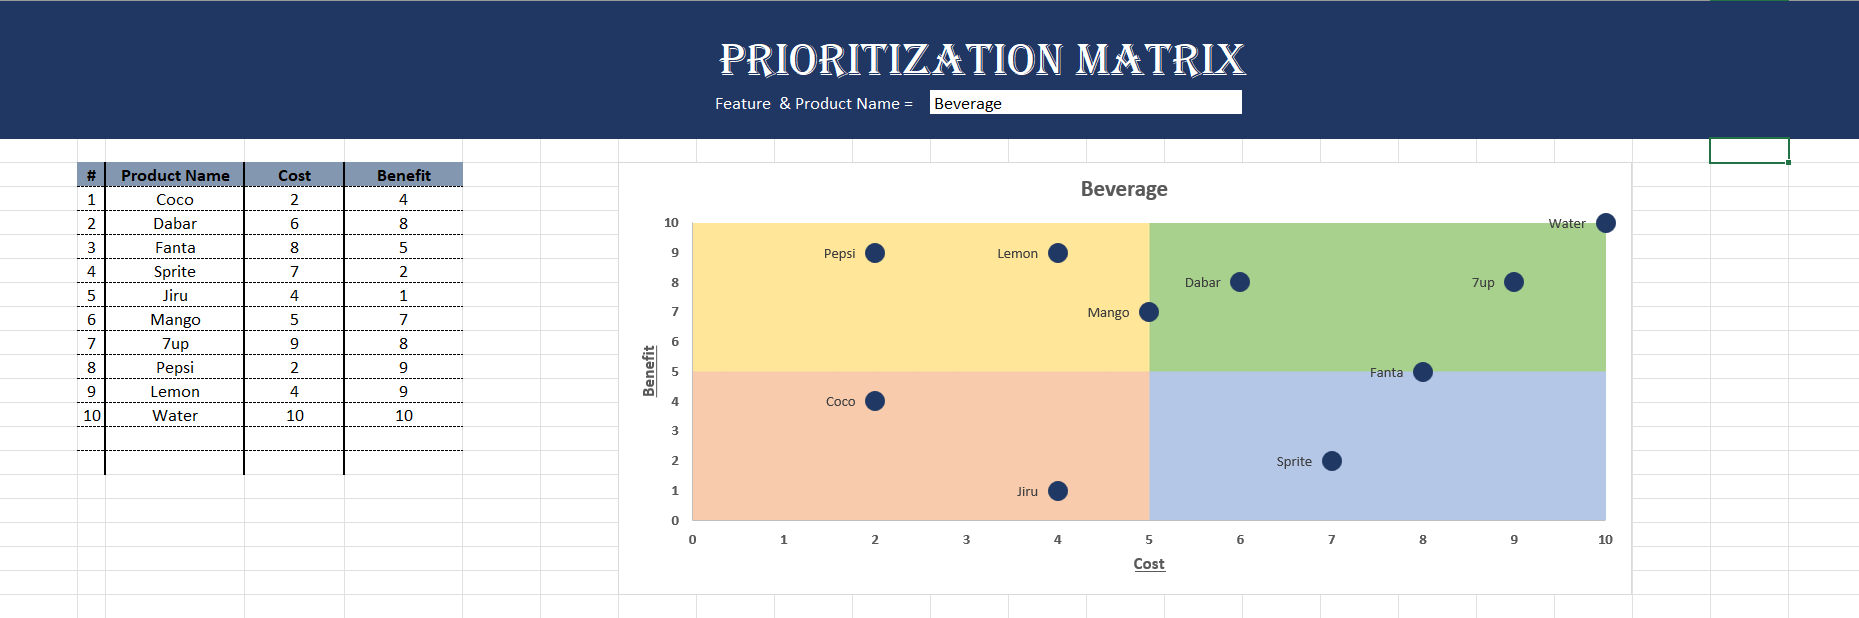 PRIORITIZATION MATRIX
Feature & Product Name = Beverage
# Product Name Cost Benefit
1 Coco 2 4
2 Dabar 6 8
3 Fanta 8 5
4 Sprite 7 2
5 Jiru 4 1
6 Mango 5 7
7 7up 9 8
8 Pepsi 2 9
9 Lemon 4 9
10 Water 10 10
Beverage
Benefit
10
9
8
7
6
5
4
3
2
1
0
Water
Pepsi
Lemon
Dabar
7up
Mango
Fanta
Coco
Sprite
Jiru
0 1 2 3 4 5 6 7 8 9 10
Cost